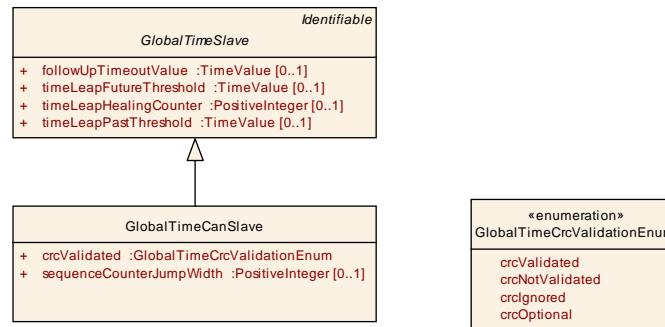 Identifiable
GlobalTimeSlave
+ followUpTimeoutValue :TimeValue [0..1]
+ timeLeapFutureThreshold :TimeValue [0..1]
+ timeLeapHealingCounter :PositiveInteger [0..1]
+ timeLeapPastThreshold :TimeValue [0..1]
GlobalTimeCanSlave
+ crcValidated :GlobalTimeCrcValidationEnum
+ sequenceCounterJumpWidth :PositiveInteger [0..1]
«enumeration»
GlobalTimeCrcValidationEnum
crcValidated
crcNotValidated
crcIgnored
crcOptional